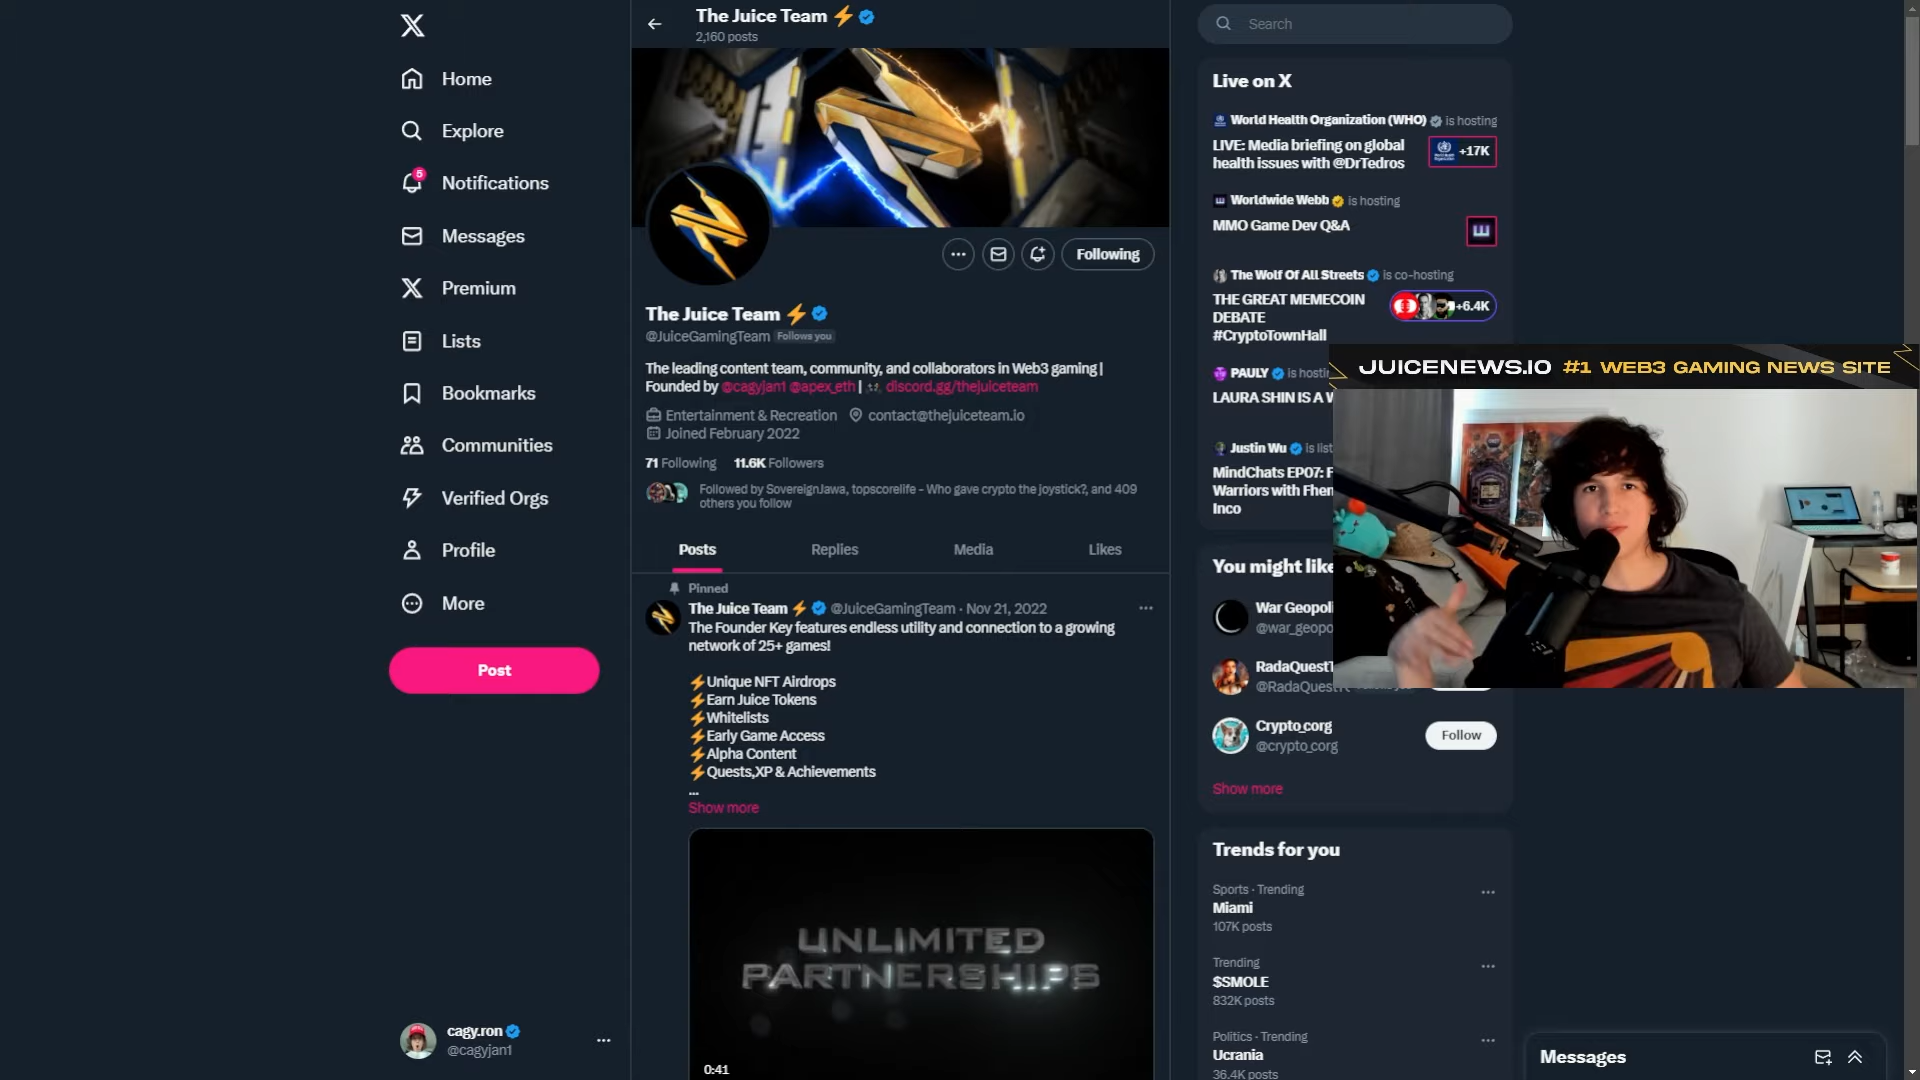 Home
Explore
5
Notifications
Messages
Premium
Lists
Bookmarks
Communities
Verified Orgs
Profile
More
Post
cagy.ron
@cagyjan1
The Juice Team ⚡
2,160 posts
Following
The Juice Team ⚡
@JuiceGamingTeam Follows you
The leading content team, community, and collaborators in Web3 gaming |
Founded by @cagyjan1 @apex_eth | discord.gg/thejuiceteam
Entertainment & Recreation contact@thejuiceteam.io
Joined February 2022
71 Following 11.6K Followers
Followed by SovereignJawa, topscorelife - Who gave crypto the joystick?, and 409
others you follow
Posts Replies Media Likes
Pinned
The Juice Team ⚡ @JuiceGamingTeam · Nov 21, 2022
The Founder Key features endless utility and connection to a growing
network of 25+ games!
⚡Unique NFT Airdrops
⚡Earn Juice Tokens
⚡Whitelists
⚡Early Game Access
⚡Alpha Content
⚡Quests,XP & Achievements
...
Show more
UNLIMITED
PARTNERSHIPS
0:41
Search
Live on X
World Health Organization (WHO) is hosting
LIVE: Media briefing on global
health issues with @DrTedros
+17K
Worldwide Webb is hosting
MMO Game Dev Q&A
The Wolf Of All Streets is co-hosting
THE GREAT MEMECOIN
DEBATE
#CryptoTownHall
+6.4K
PAULY is hostin
LAURA SHIN IS A W
Justin Wu is list
MindChats EP07: F
Warriors with Fhen
Inco
JUICENEWS.IO #1 WEB3 GAMING NEWS SITE
You might like
War Geopoli
@war_geopo
RadaQuestT
@RadaQuest
Crypto_corg
@crypto_corg
Follow
Show more
Trends for you
Sports · Trending
Miami
107K posts
Trending
$SMOLE
832K posts
Politics · Trending
Ucrania
36.4K posts
Messages